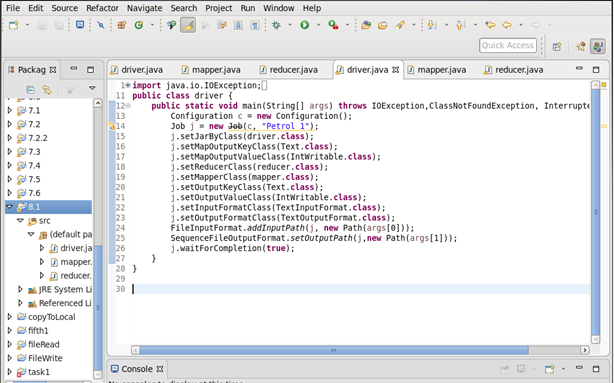 File Edit Source Refactor Navigate Search Project Run Window Help
Quick Access
Packag
driver.java mapper.java reducer.java driver.java mapper.java reducer.java
7.1
7.2
7.2.2
7.3
7.4
7.5
7.6
8.1
src
(default pa
driver.ja
mapper.
reducer.
JRE System Li
Referenced Li
copyToLocal
fifth1
fileRead
FileWrite
task1
1 import java.io.IOException;
11 public class driver {
12 public static void main(String[] args) throws IOException,ClassNotFoundException, Interrupte
13 Configuration c = new Configuration();
14 Job j = new Job(c, "Petrol 1");
15 j.setJarByClass(driver.class);
16 j.setMapOutputKeyClass(Text.class);
17 j.setMapOutputValueClass(IntWritable.class);
18 j.setReducerClass(reducer.class);
19 j.setMapperClass(mapper.class);
20 j.setOutputKeyClass(Text.class);
21 j.setOutputValueClass(IntWritable.class);
22 j.setInputFormatClass(TextInputFormat.class);
23 j.setOutputFormatClass(TextOutputFormat.class);
24 FileInputFormat.addInputPath(j, new Path(args[0]));
25 SequenceFileOutputFormat.setOutputPath(j,new Path(args[1]));
26 j.waitForCompletion(true);
27 }
28 }
29
30
Console